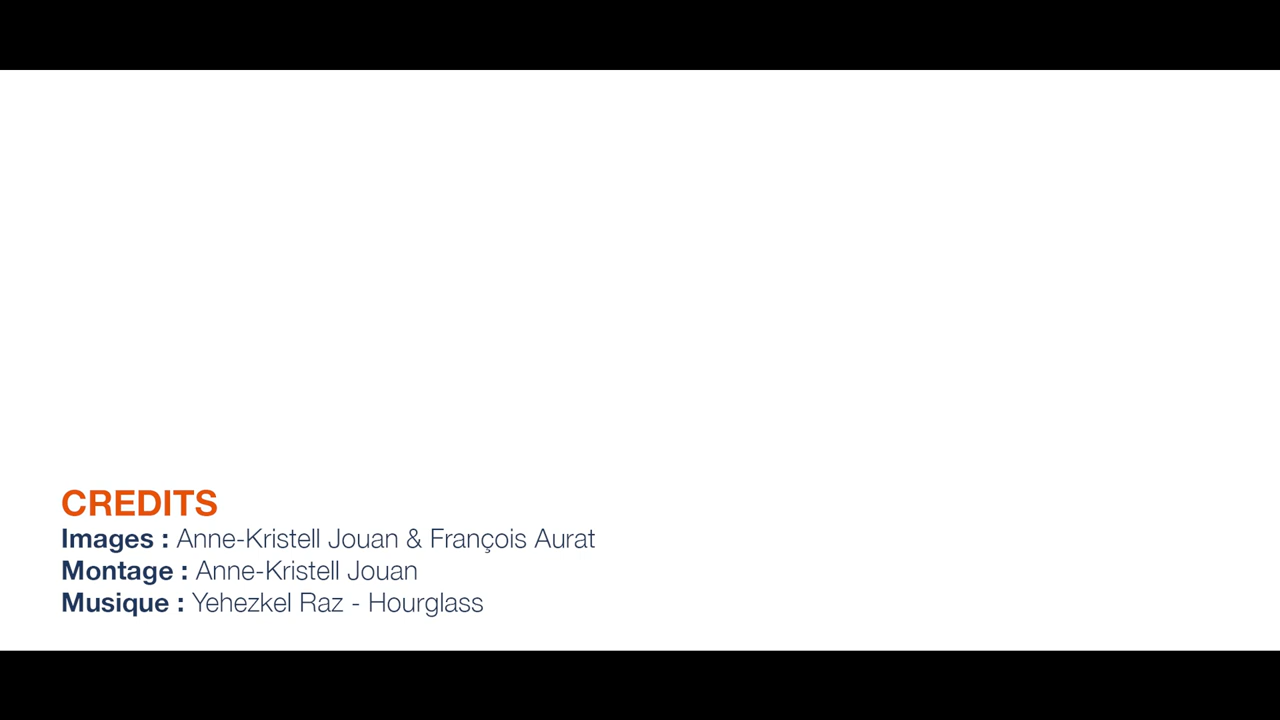 CREDITS
Images : Anne-Kristell Jouan & François Aurat
Montage : Anne-Kristell Jouan
Musique : Yehezkel Raz - Hourglass